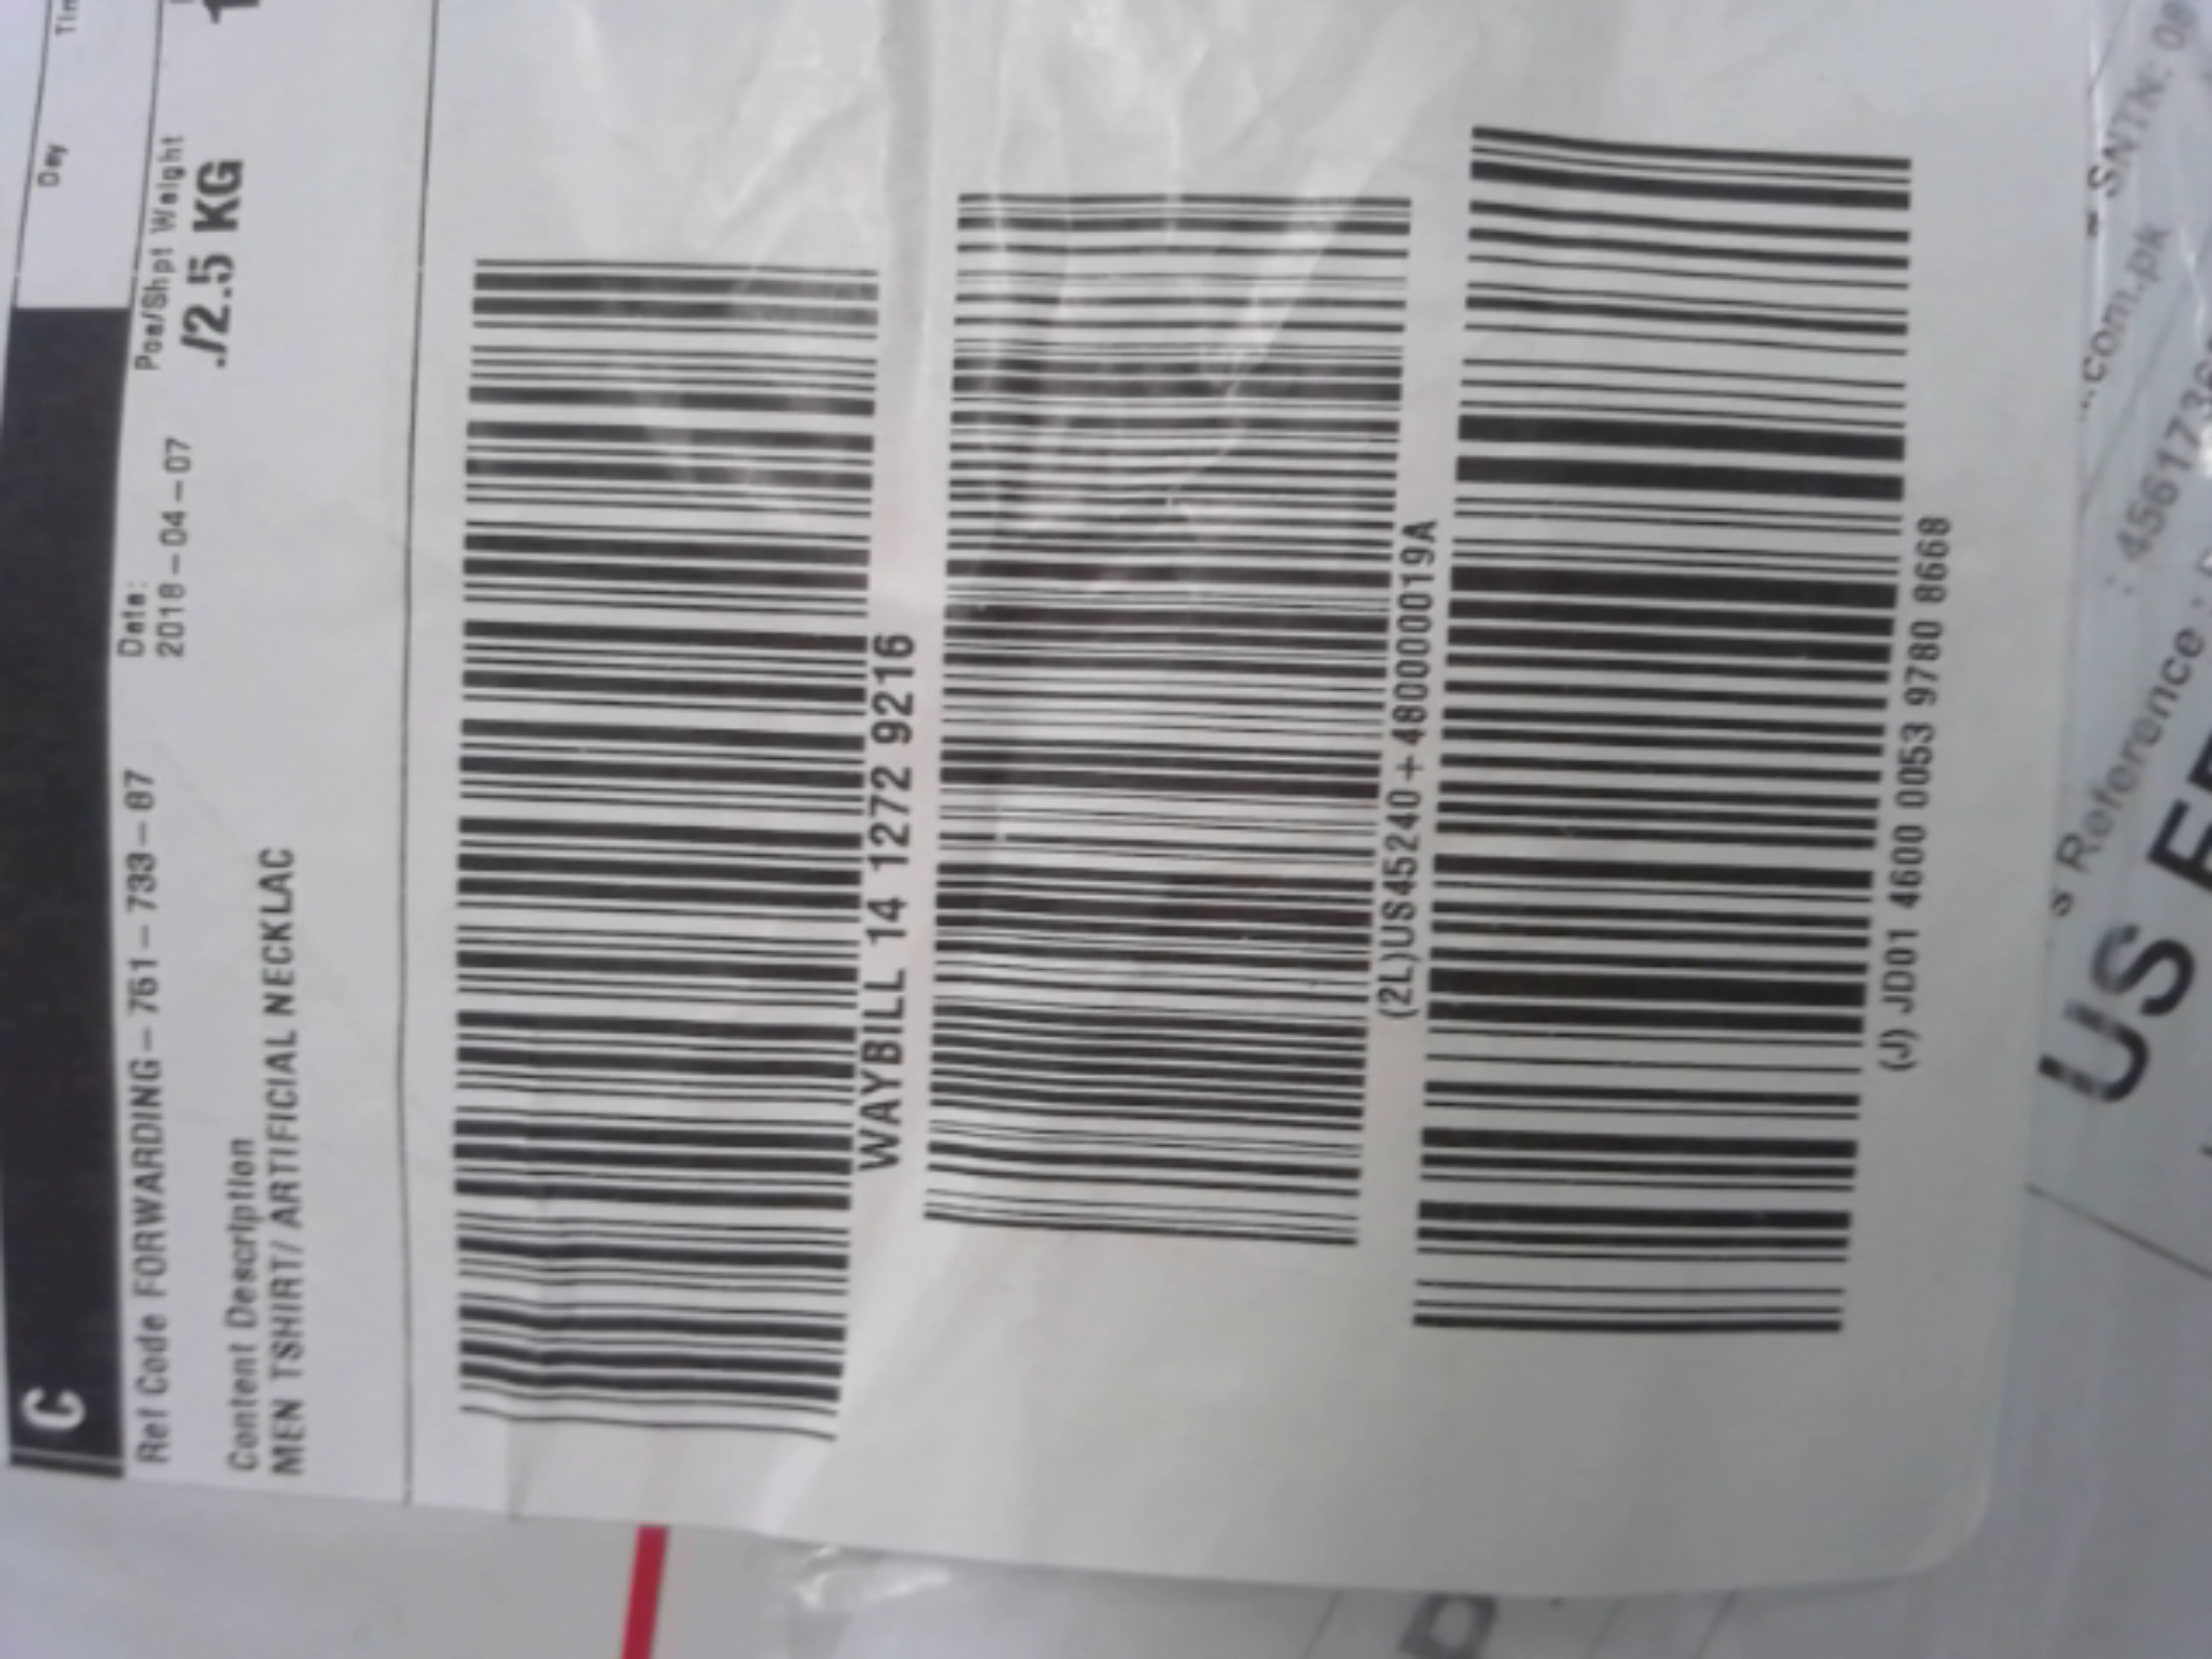 C
Day
Ref Code FORWARDING-751-733-87
Date:
2018-04-07
Pce/Shpt Weight
./2.5 KG
Content Description
MEN TSHIRT/ ARTIFICIAL NECKLAC
WAYBILL 14 1272 9216
(2L)US45240+48000001
(J) JD01 4600 0053 9780 8668
SNTN:
.com.pk
Reference :
US